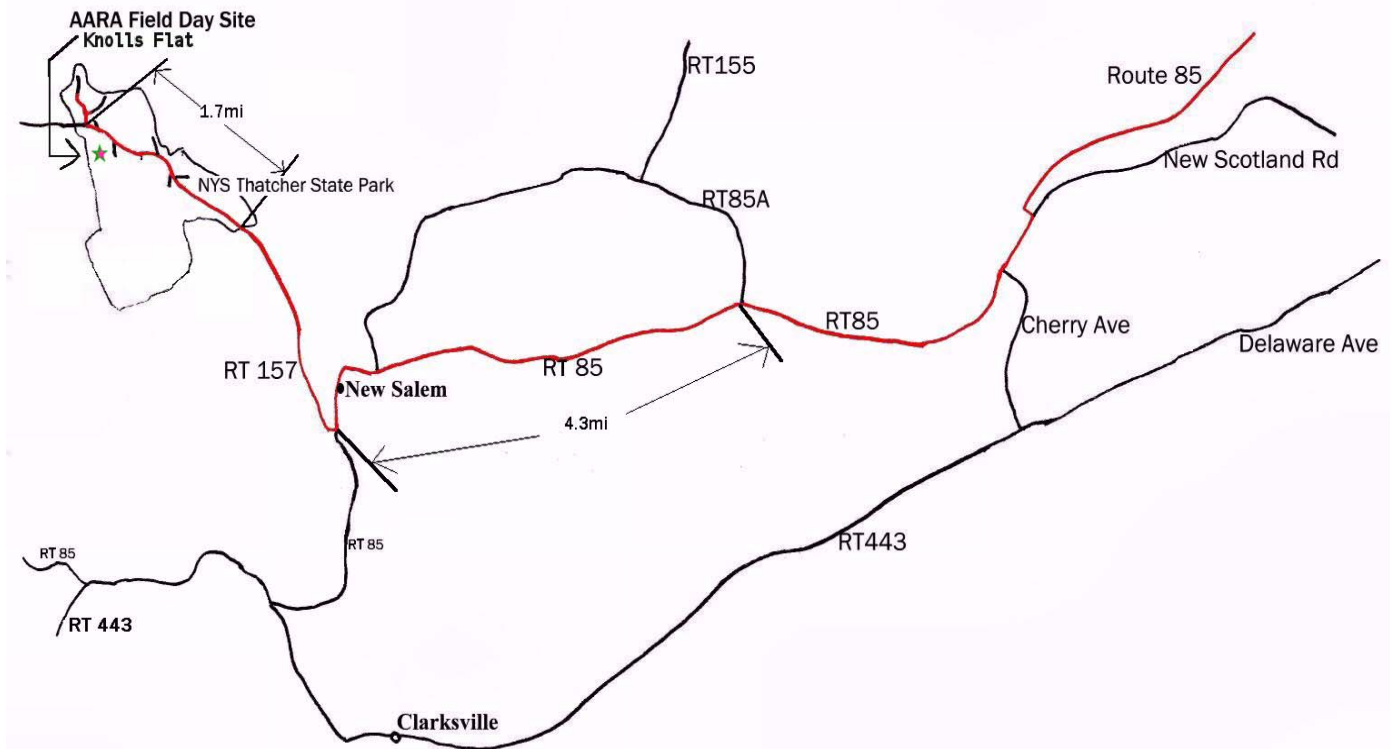 AARA Field Day Site
Knolls Flat
1.7mi
NYS Thatcher State Park
RT155
Route 85
New Scotland Rd
RT85A
RT85
Cherry Ave
Delaware Ave
RT 157
RT 85
New Salem
4.3mi
RT 85
RT 85
RT443
RT 443
Clarksville